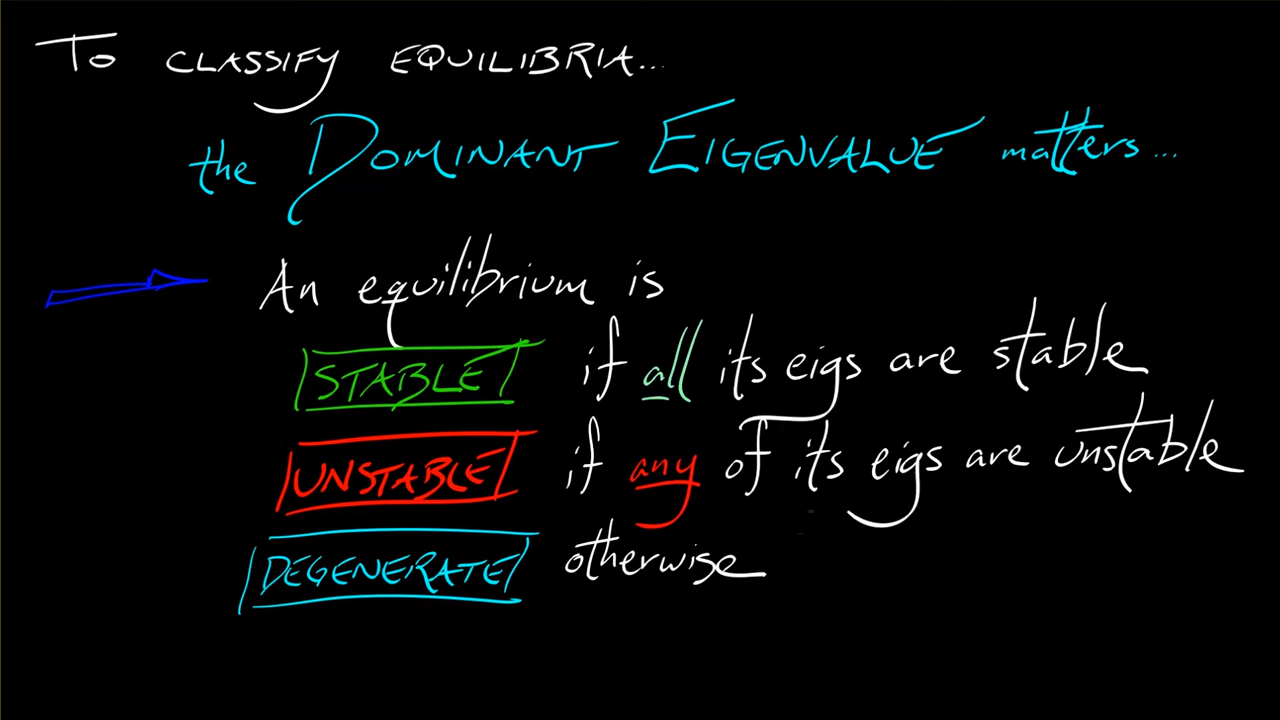 To CLASSIFY EQUILIBRIA...
the DOMINANT EIGENVALUE matters...
An equilibrium is
STABLE if all its eigs are stable
UNSTABLE if any of its eigs are unstable
DEGENERATE otherwise